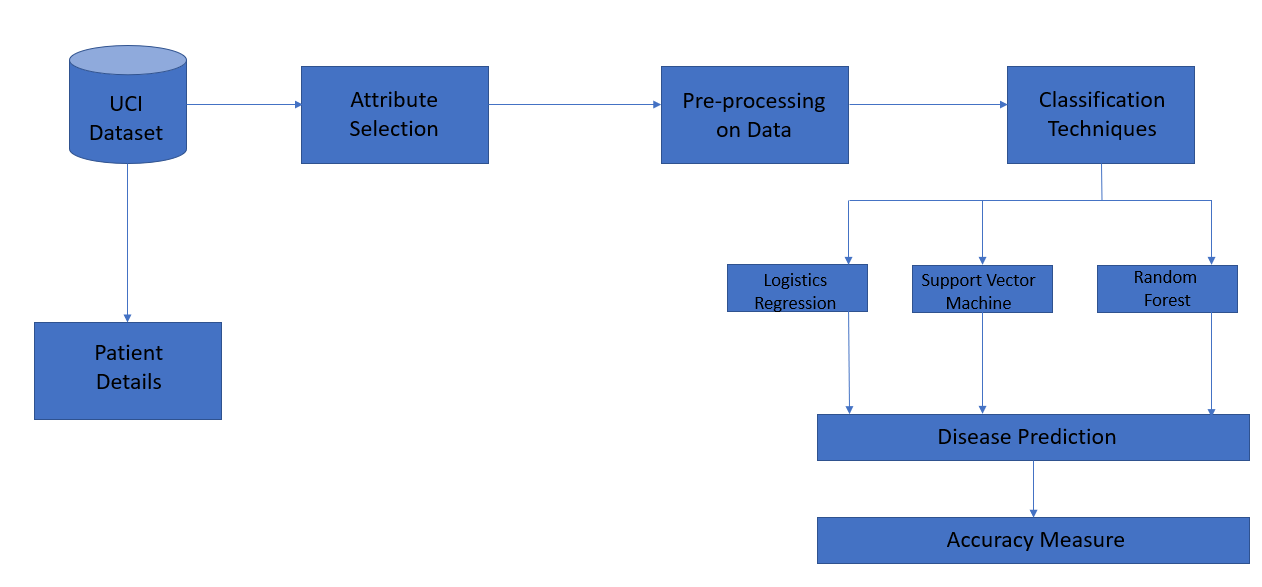 UCI
Dataset
Attribute
Selection
Pre-processing
on Data
Classification
Techniques
Logistics
Regression
Support Vector
Machine
Random
Forest
Patient
Details
Disease Prediction
Accuracy Measure